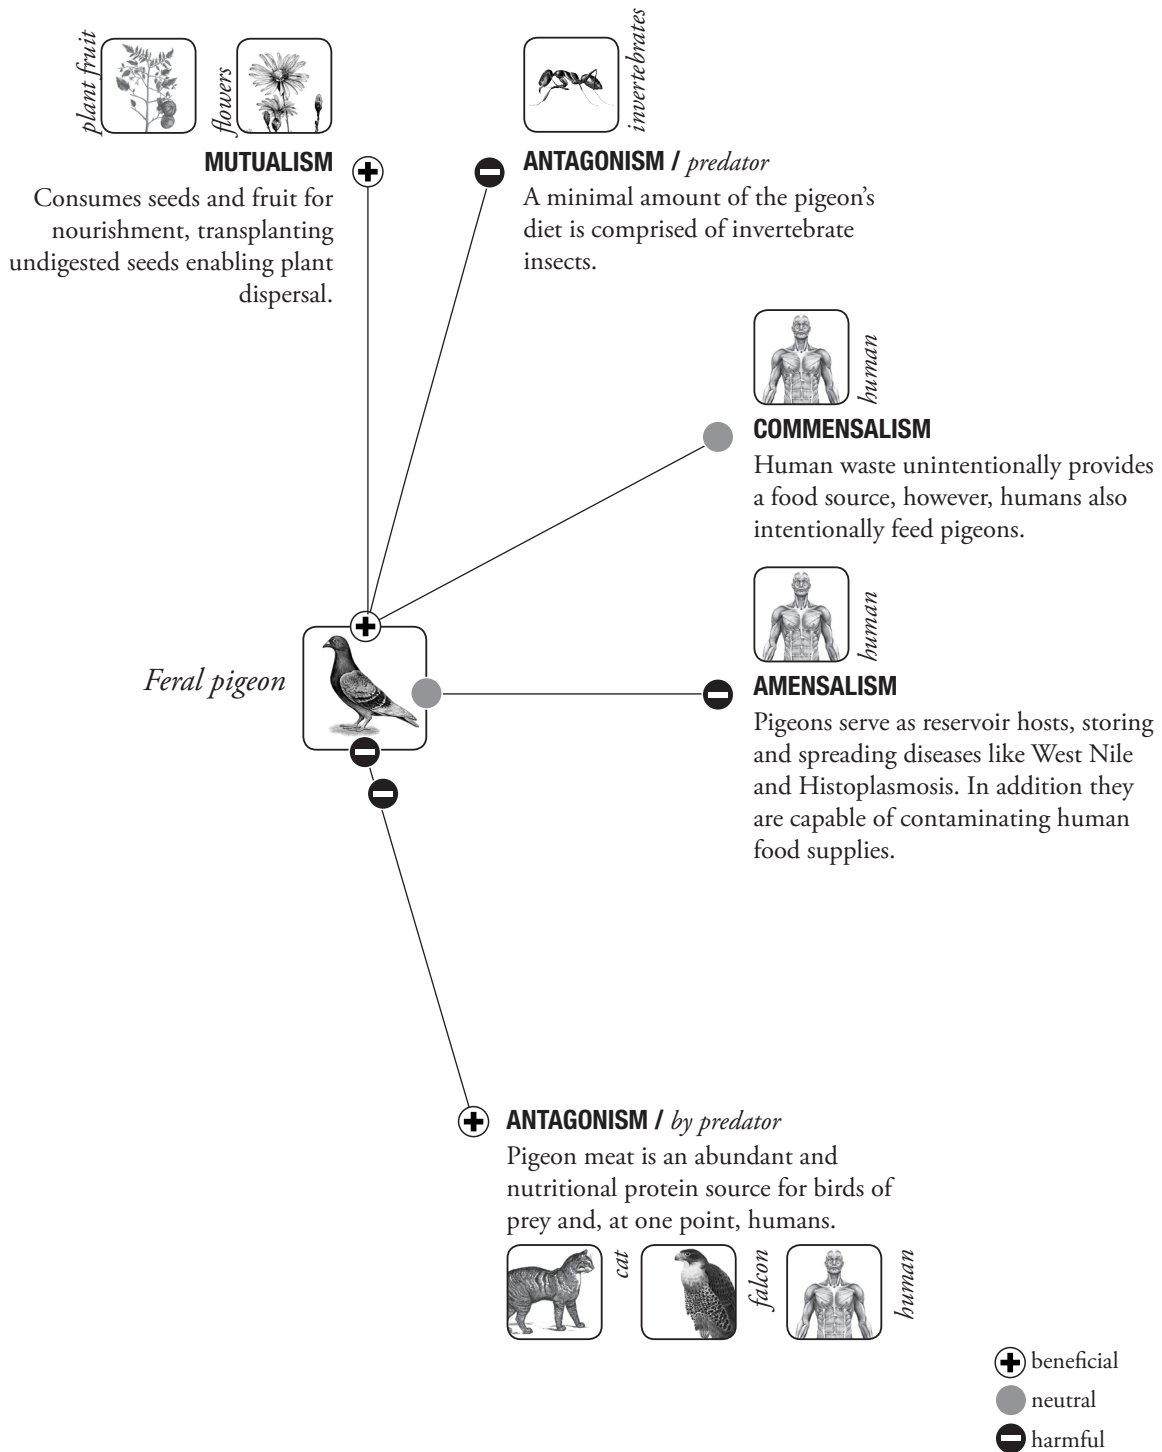 plant fruit
flowers
MUTUALISM
Consumes seeds and fruit for
nourishment, transplanting
undigested seeds enabling plant
dispersal.
invertebrates
ANTAGONISM / predator
A minimal amount of the pigeon’s
diet is comprised of invertebrate
insects.
human
COMMENSALISM
Human waste unintentionally provides
a food source, however, humans also
intentionally feed pigeons.
human
AMENSALISM
Pigeons serve as reservoir hosts, storing
and spreading diseases like West Nile
and Histoplasmosis. In addition they
are capable of contaminating human
food supplies.
Feral pigeon
ANTAGONISM / by predator
Pigeon meat is an abundant and
nutritional protein source for birds of
prey and, at one point, humans.
cat
falcon
human
beneficial
neutral
harmful